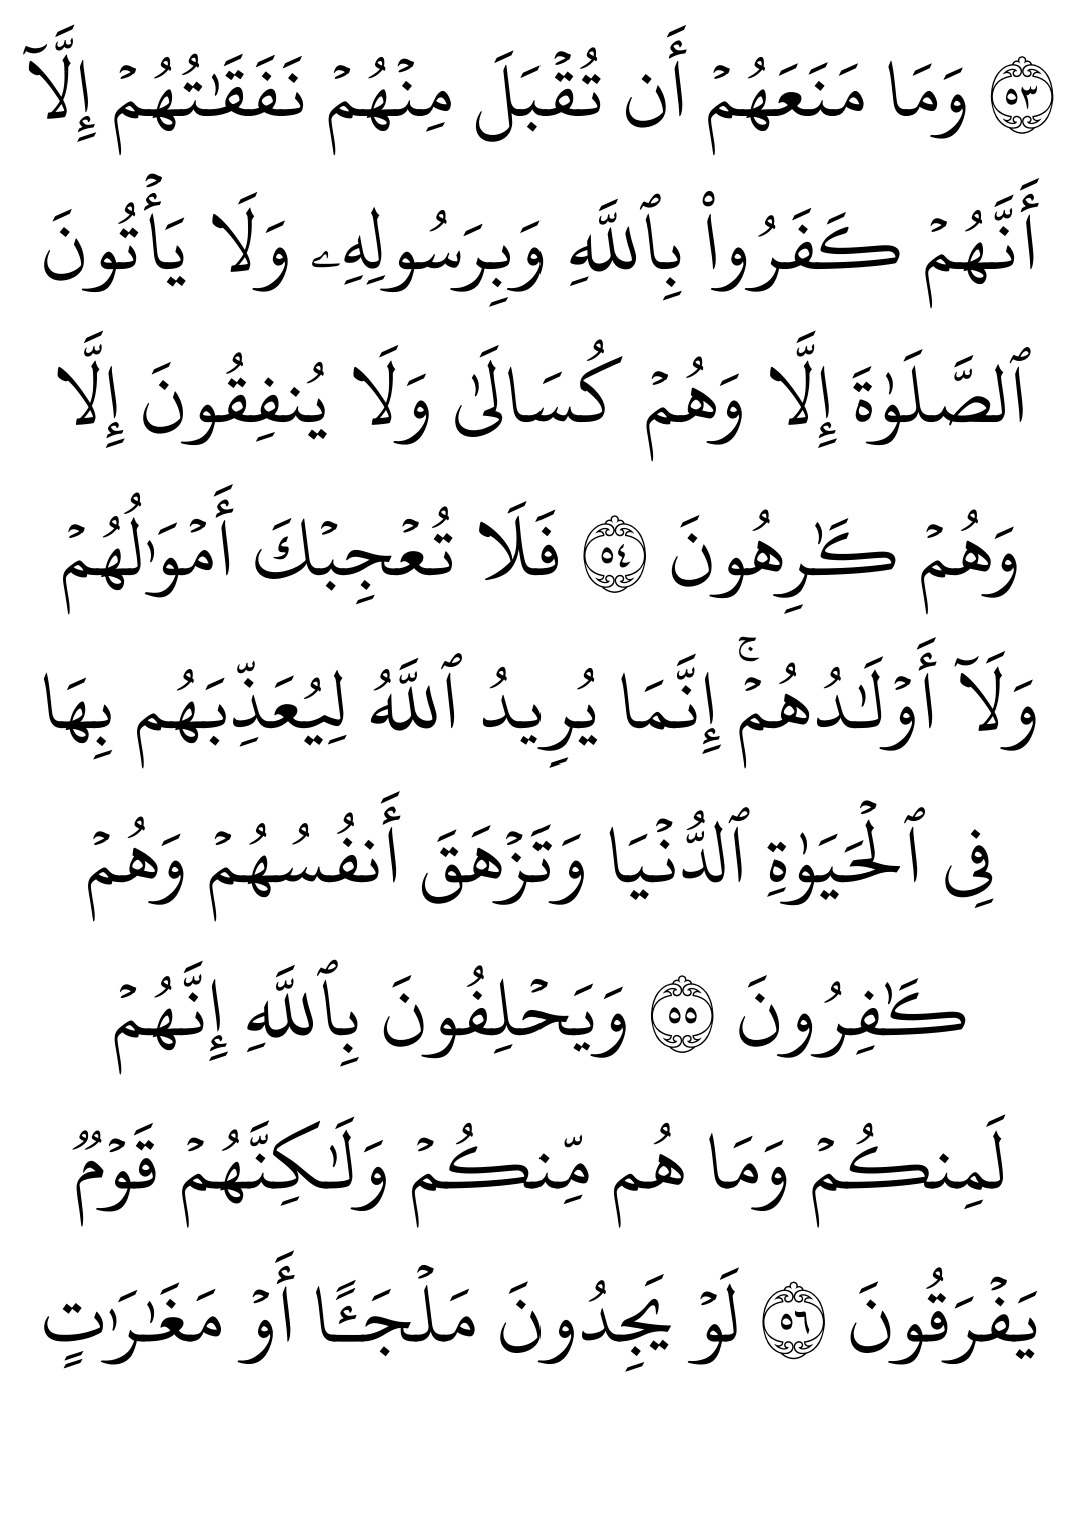 ٥٣ وَمَا مَنَعَهُمۡ أَن تُقۡبَلَ مِنۡهُمۡ نَفَقَٰتُهُمۡ إِلَّآ
أَنَّهُمۡ كَفَرُواْ بِٱللَّهِ وَبِرَسُولِهِۦ وَلَا يَأۡتُونَ
ٱلصَّلَوٰةَ إِلَّا وَهُمۡ كُسَالَىٰ وَلَا يُنفِقُونَ إِلَّا
وَهُمۡ كَٰرِهُونَ ٥٤ فَلَا تُعۡجِبۡكَ أَمۡوَٰلُهُمۡ
وَلَآ أَوۡلَٰدُهُمۡۚ إِنَّمَا يُرِيدُ ٱللَّهُ لِيُعَذِّبَهُم بِهَا
فِي ٱلۡحَيَوٰةِ ٱلدُّنۡيَا وَتَزۡهَقَ أَنفُسُهُمۡ وَهُمۡ
كَٰفِرُونَ ٥٥ وَيَحۡلِفُونَ بِٱللَّهِ إِنَّهُمۡ
لَمِنكُمۡ وَمَا هُم مِّنكُمۡ وَلَٰكِنَّهُمۡ قَوۡمٞ
يَفۡرَقُونَ ٥٦ لَوۡ يَجِدُونَ مَلۡجَـًٔا أَوۡ مَغَٰرَٰتٍ